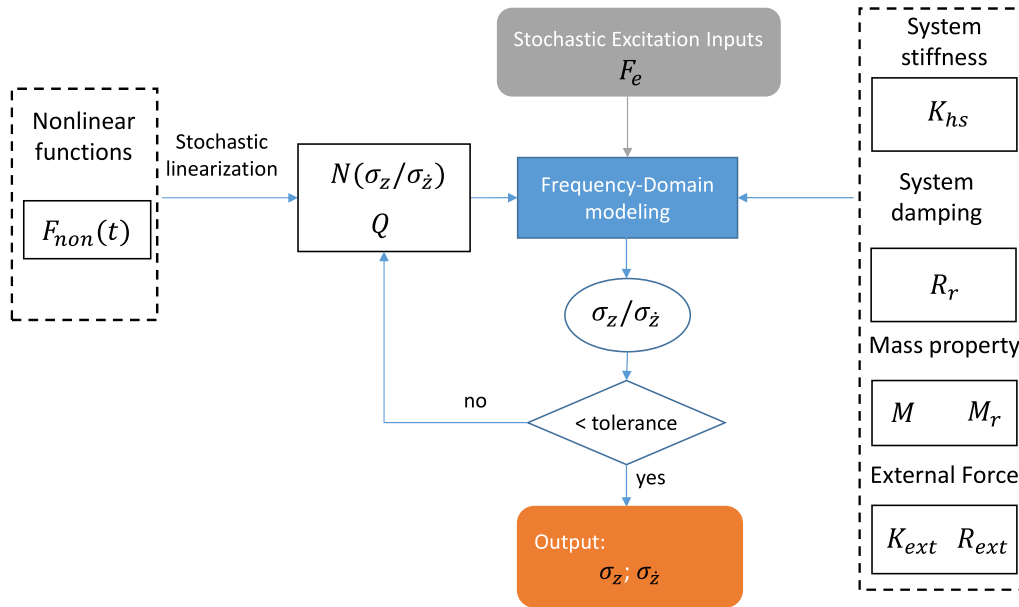 Stochastic Excitation Inputs
F_e
Nonlinear
functions
F_non(t)
Stochastic
linearization
N(σ_z/σ_ż)
Q
Frequency-Domain
modeling
σ_z/σ_ż
< tolerance
no
yes
Output:
σ_z; σ_ż
System
stiffness
K_hs
System
damping
R_r
Mass property
M M_r
External Force
K_ext R_ext